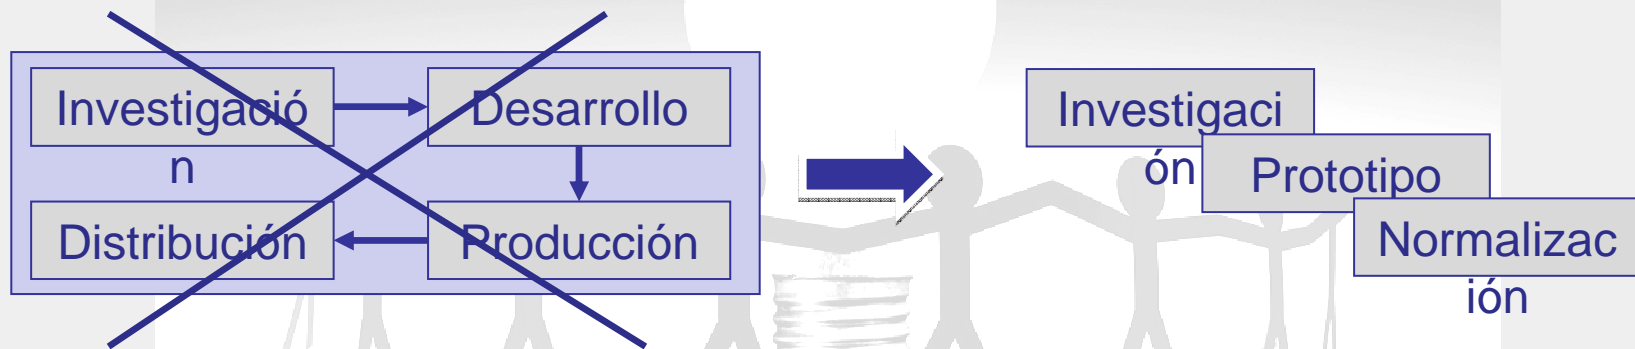 Investigació
n
Desarrollo
Distribución
Producción
Investigaci
ón
Prototipo
Normalizac
ión